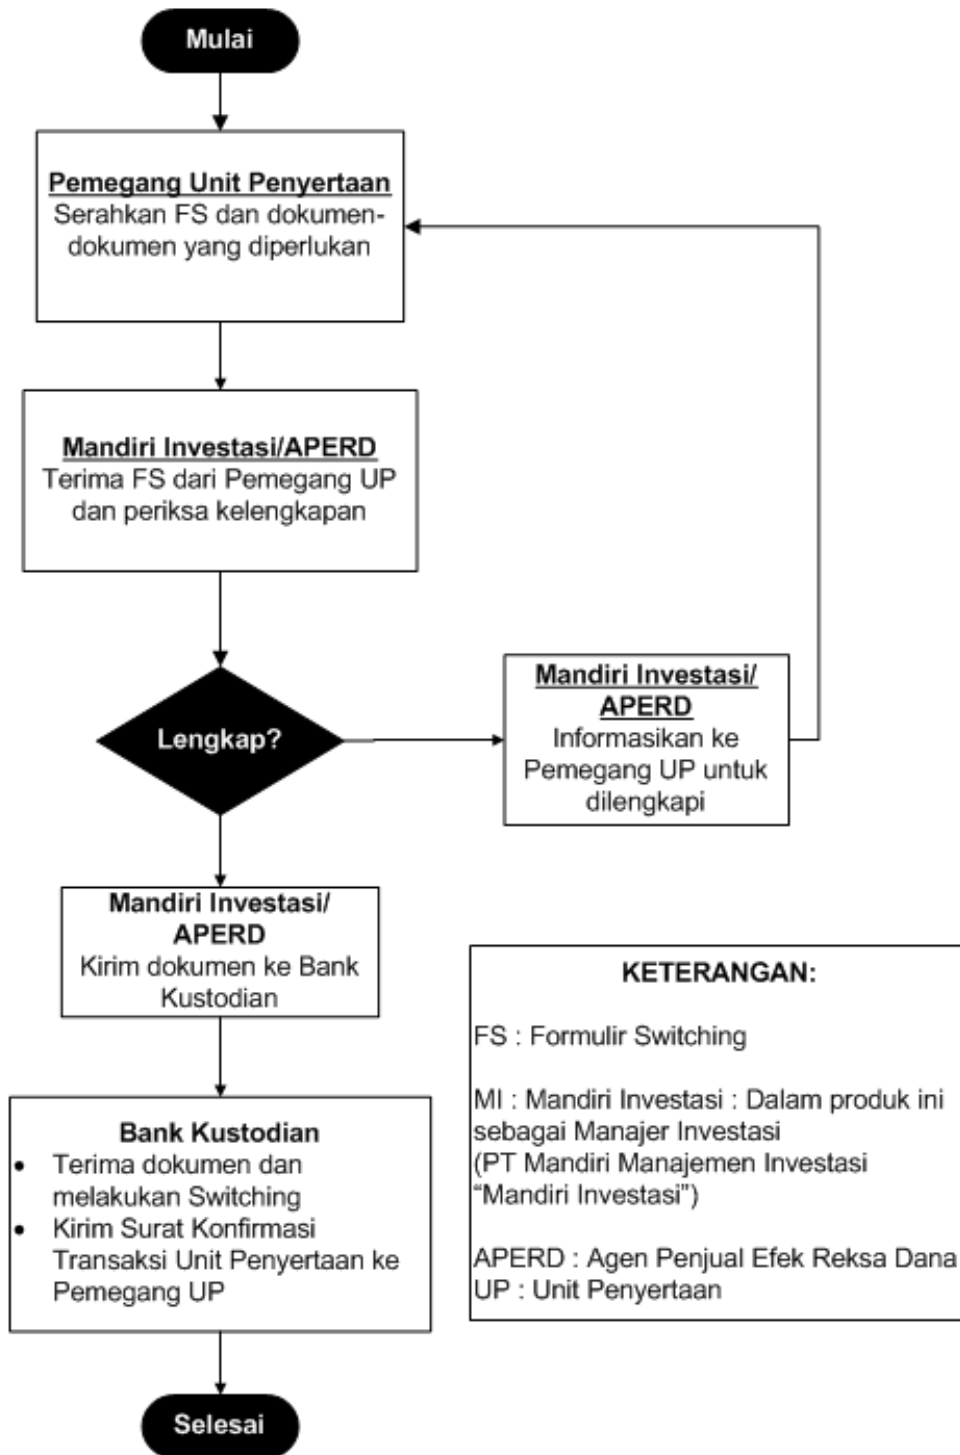 Mulai
Pemegang Unit Penyertaan
Serahkan FS dan dokumen-
dokumen yang diperlukan
Mandiri Investasi/APERD
Terima FS dari Pemegang UP
dan periksa kelengkapan
Lengkap?
Mandiri Investasi/
APERD
Informasikan ke
Pemegang UP untuk
dilengkapi
Mandiri Investasi/
APERD
Kirim dokumen ke Bank
Kustodian
Bank Kustodian
• Terima dokumen dan
melakukan Switching
• Kirim Surat Konfirmasi
Transaksi Unit Penyertaan ke
Pemegang UP
Selesai
KETERANGAN:
FS : Formulir Switching
MI : Mandiri Investasi : Dalam produk ini
sebagai Manajer Investasi
(PT Mandiri Manajemen Investasi
“Mandiri Investasi”)
APERD : Agen Penjual Efek Reksa Dana
UP : Unit Penyertaan